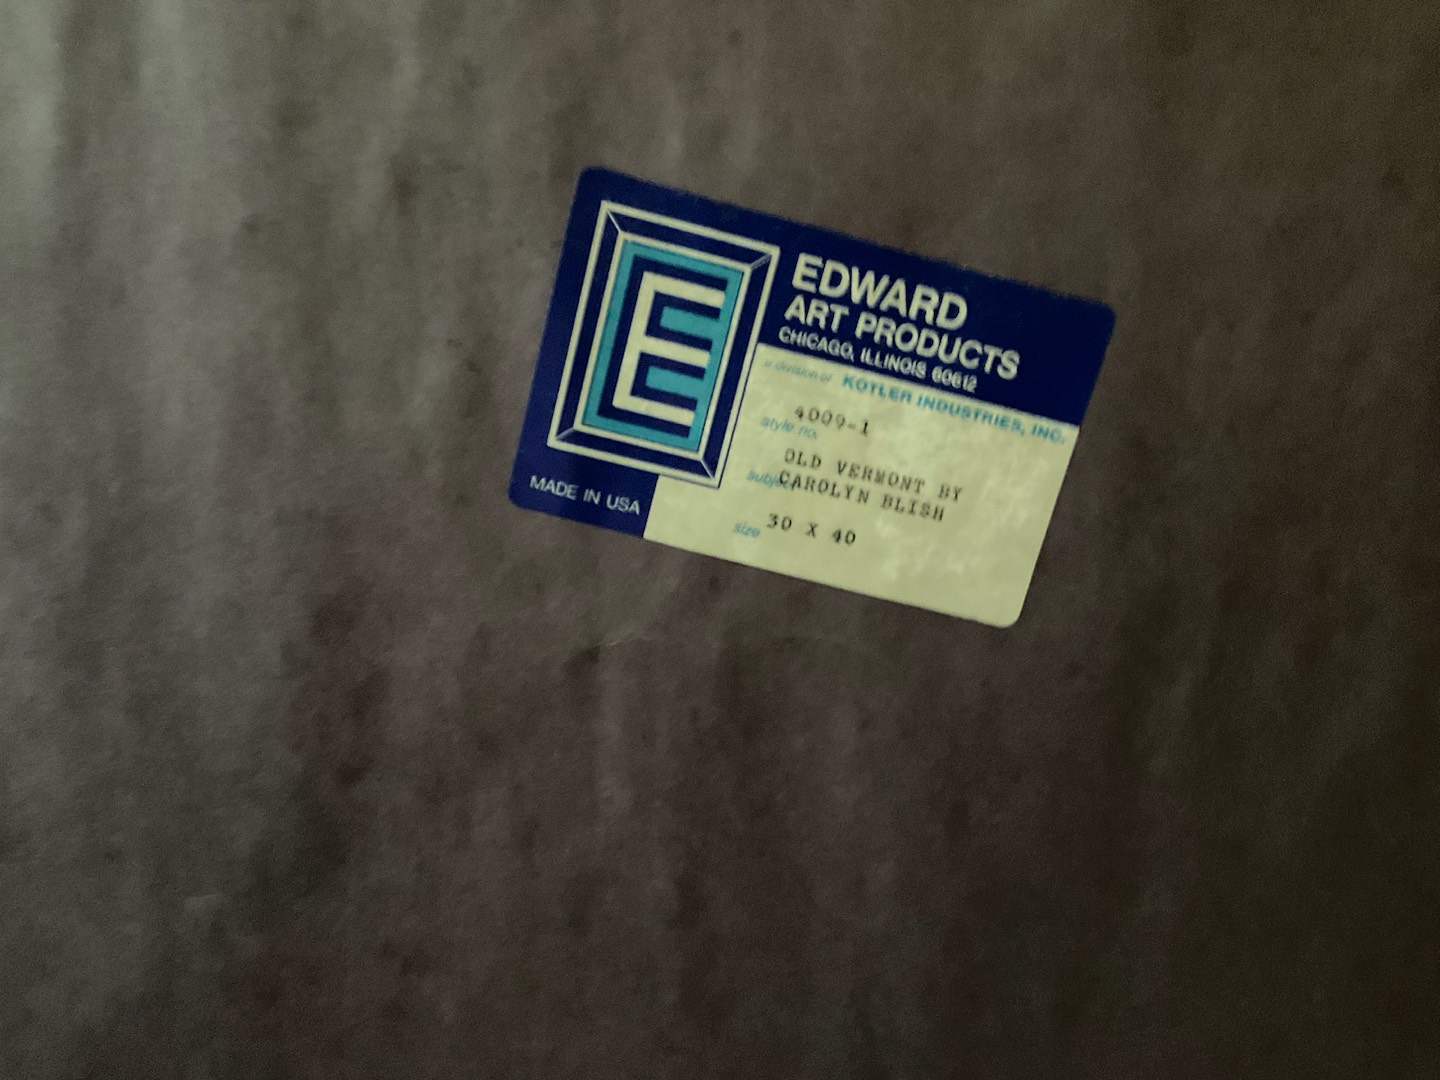 E
EDWARD
ART PRODUCTS
CHICAGO, ILLINOIS 60612
a division of KOTLER INDUSTRIES, INC.
style no. 4009-1
subject OLD VERMONT BY
CAROLYN BLISH
size 30 X 40
MADE IN USA